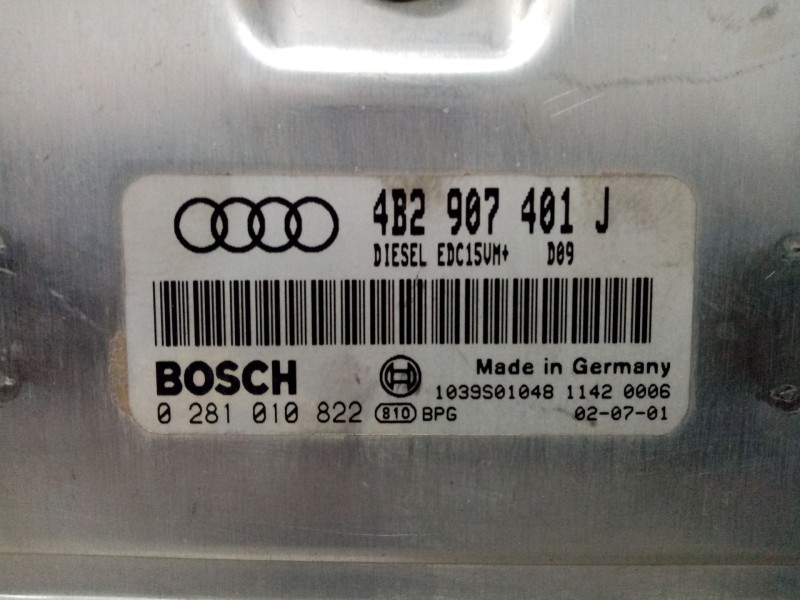 4B2 907 401 J
DIESEL EDC15VM+ D09
BOSCH
Made in Germany
1039S01048 1142 0006
0 281 010 822 810 BPG
02-07-01